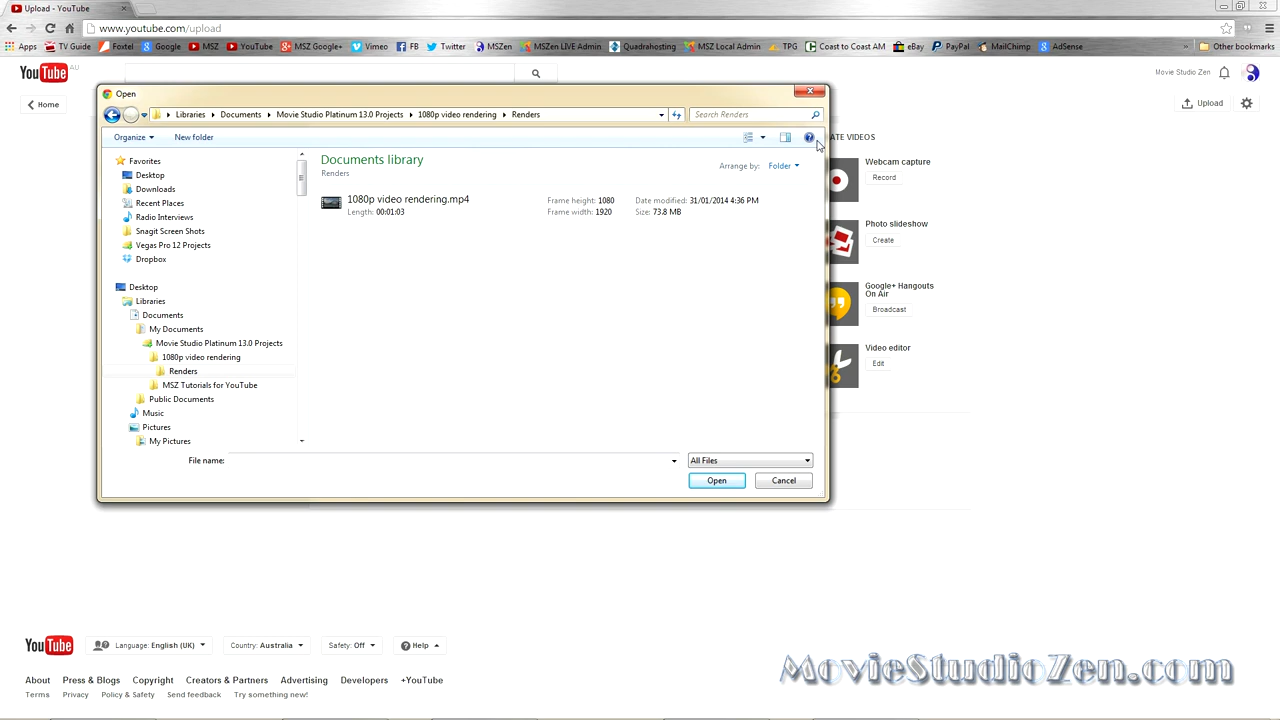 Upload - YouTube
www.youtube.com/upload
Apps TV Guide Foxtel Google MSZ YouTube MSZ Google+ Vimeo FB Twitter MSZen MSZen LIVE Admin Quadrahosting MSZ Local Admin TPG Coast to Coast AM eBay PayPal MailChimp AdSense » Other bookmarks
YouTube AU
Movie Studio Zen
Home
Upload
Open
Libraries Documents Movie Studio Platinum 13.0 Projects 1080p video rendering Renders
Search Renders
Organize New folder
Documents library
Renders
Arrange by: Folder
1080p video rendering.mp4
Length: 00:01:03
Frame height: 1080
Frame width: 1920
Date modified: 31/01/2014 4:36 PM
Size: 73.8 MB
Favorites
Desktop
Downloads
Recent Places
Radio Interviews
Snagit Screen Shots
Vegas Pro 12 Projects
Dropbox
Desktop
Libraries
Documents
My Documents
Movie Studio Platinum 13.0 Projects
1080p video rendering
Renders
MSZ Tutorials for YouTube
Public Documents
Music
Pictures
My Pictures
File name:
All Files
Open Cancel
ATE VIDEOS
Webcam capture
Record
Photo slideshow
Create
Google+ Hangouts
On Air
Broadcast
Video editor
Edit
YouTube Language: English (UK) Country: Australia Safety: Off Help
About Press & Blogs Copyright Creators & Partners Advertising Developers +YouTube
Terms Privacy Policy & Safety Send feedback Try something new!
MovieStudioZen.com